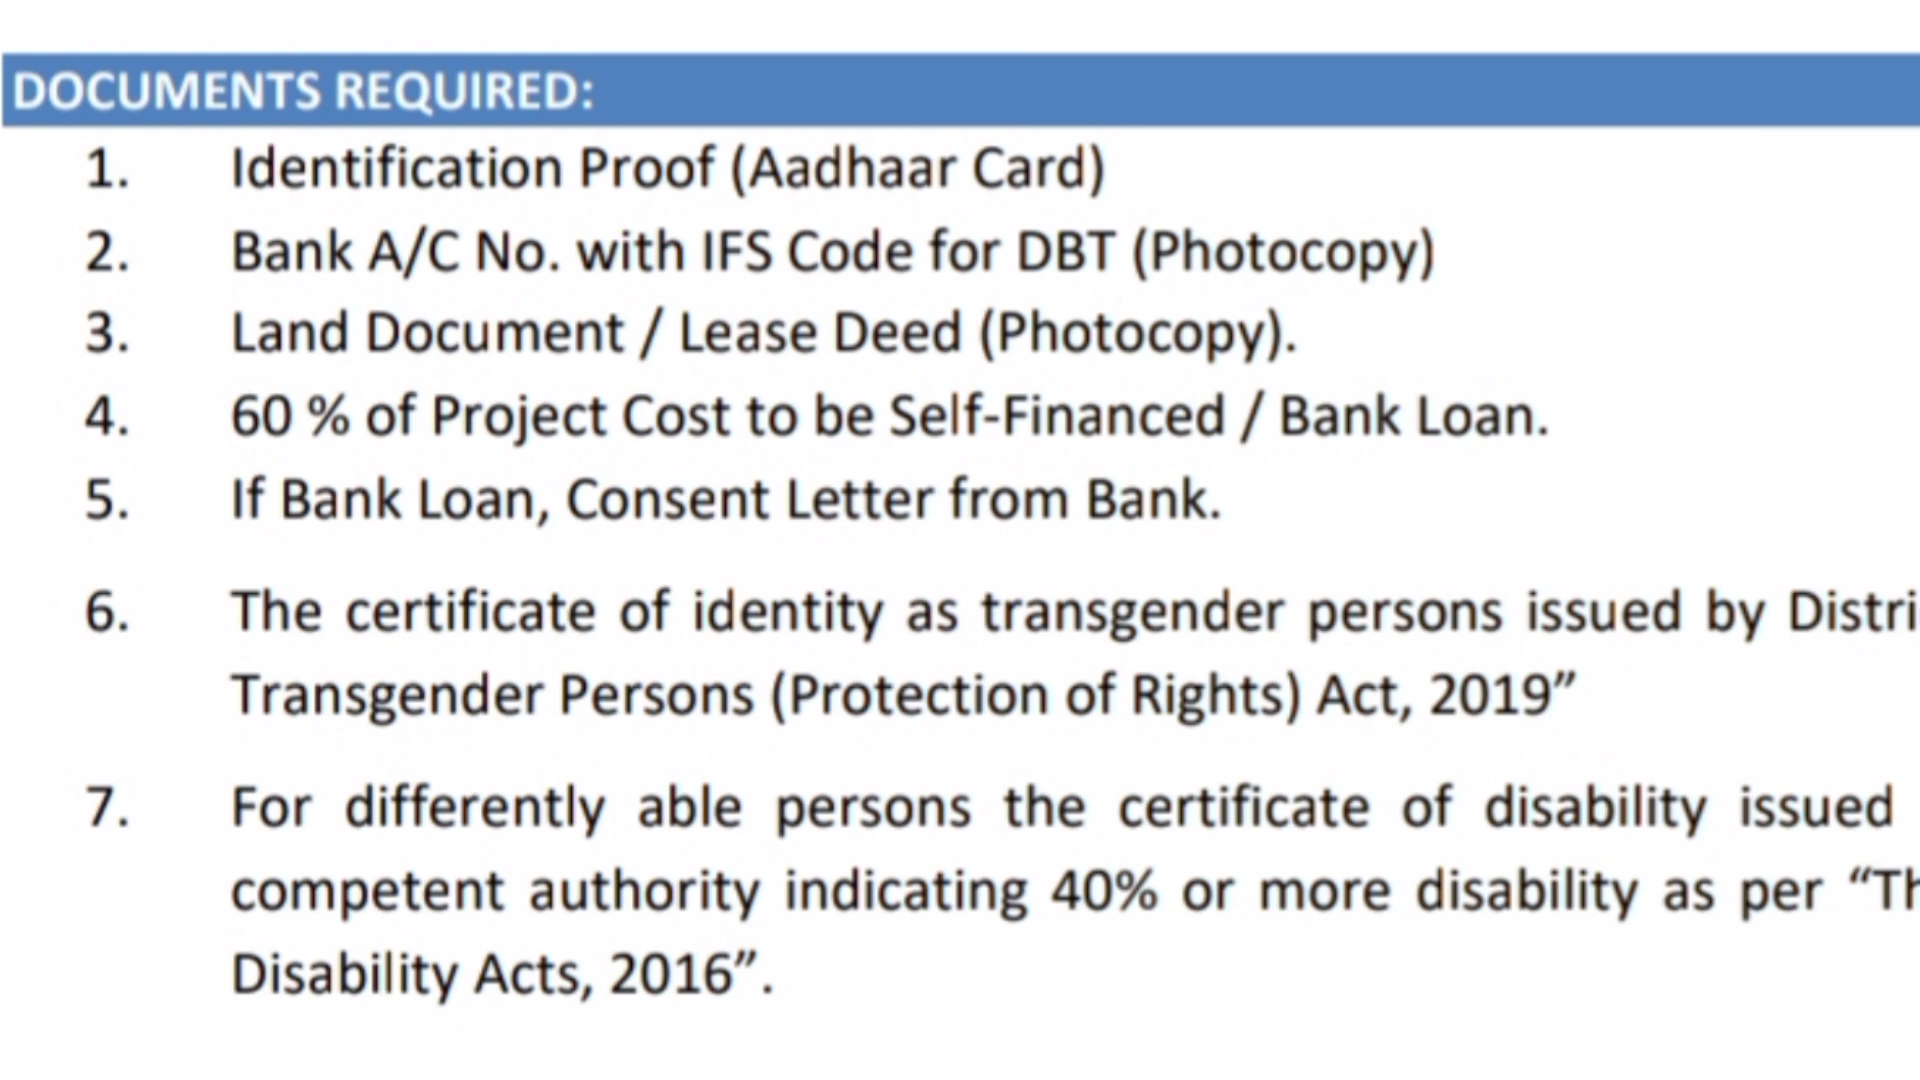 DOCUMENTS REQUIRED:
1. Identification Proof (Aadhaar Card)
2. Bank A/C No. with IFS Code for DBT (Photocopy)
3. Land Document / Lease Deed (Photocopy).
4. 60 % of Project Cost to be Self-Financed / Bank Loan.
5. If Bank Loan, Consent Letter from Bank.
6. The certificate of identity as transgender persons issued by
Transgender Persons (Protection of Rights) Act, 2019”
7. For differently able persons the certificate of disability issued
competent authority indicating 40% or more disability as per
Disability Acts, 2016”.